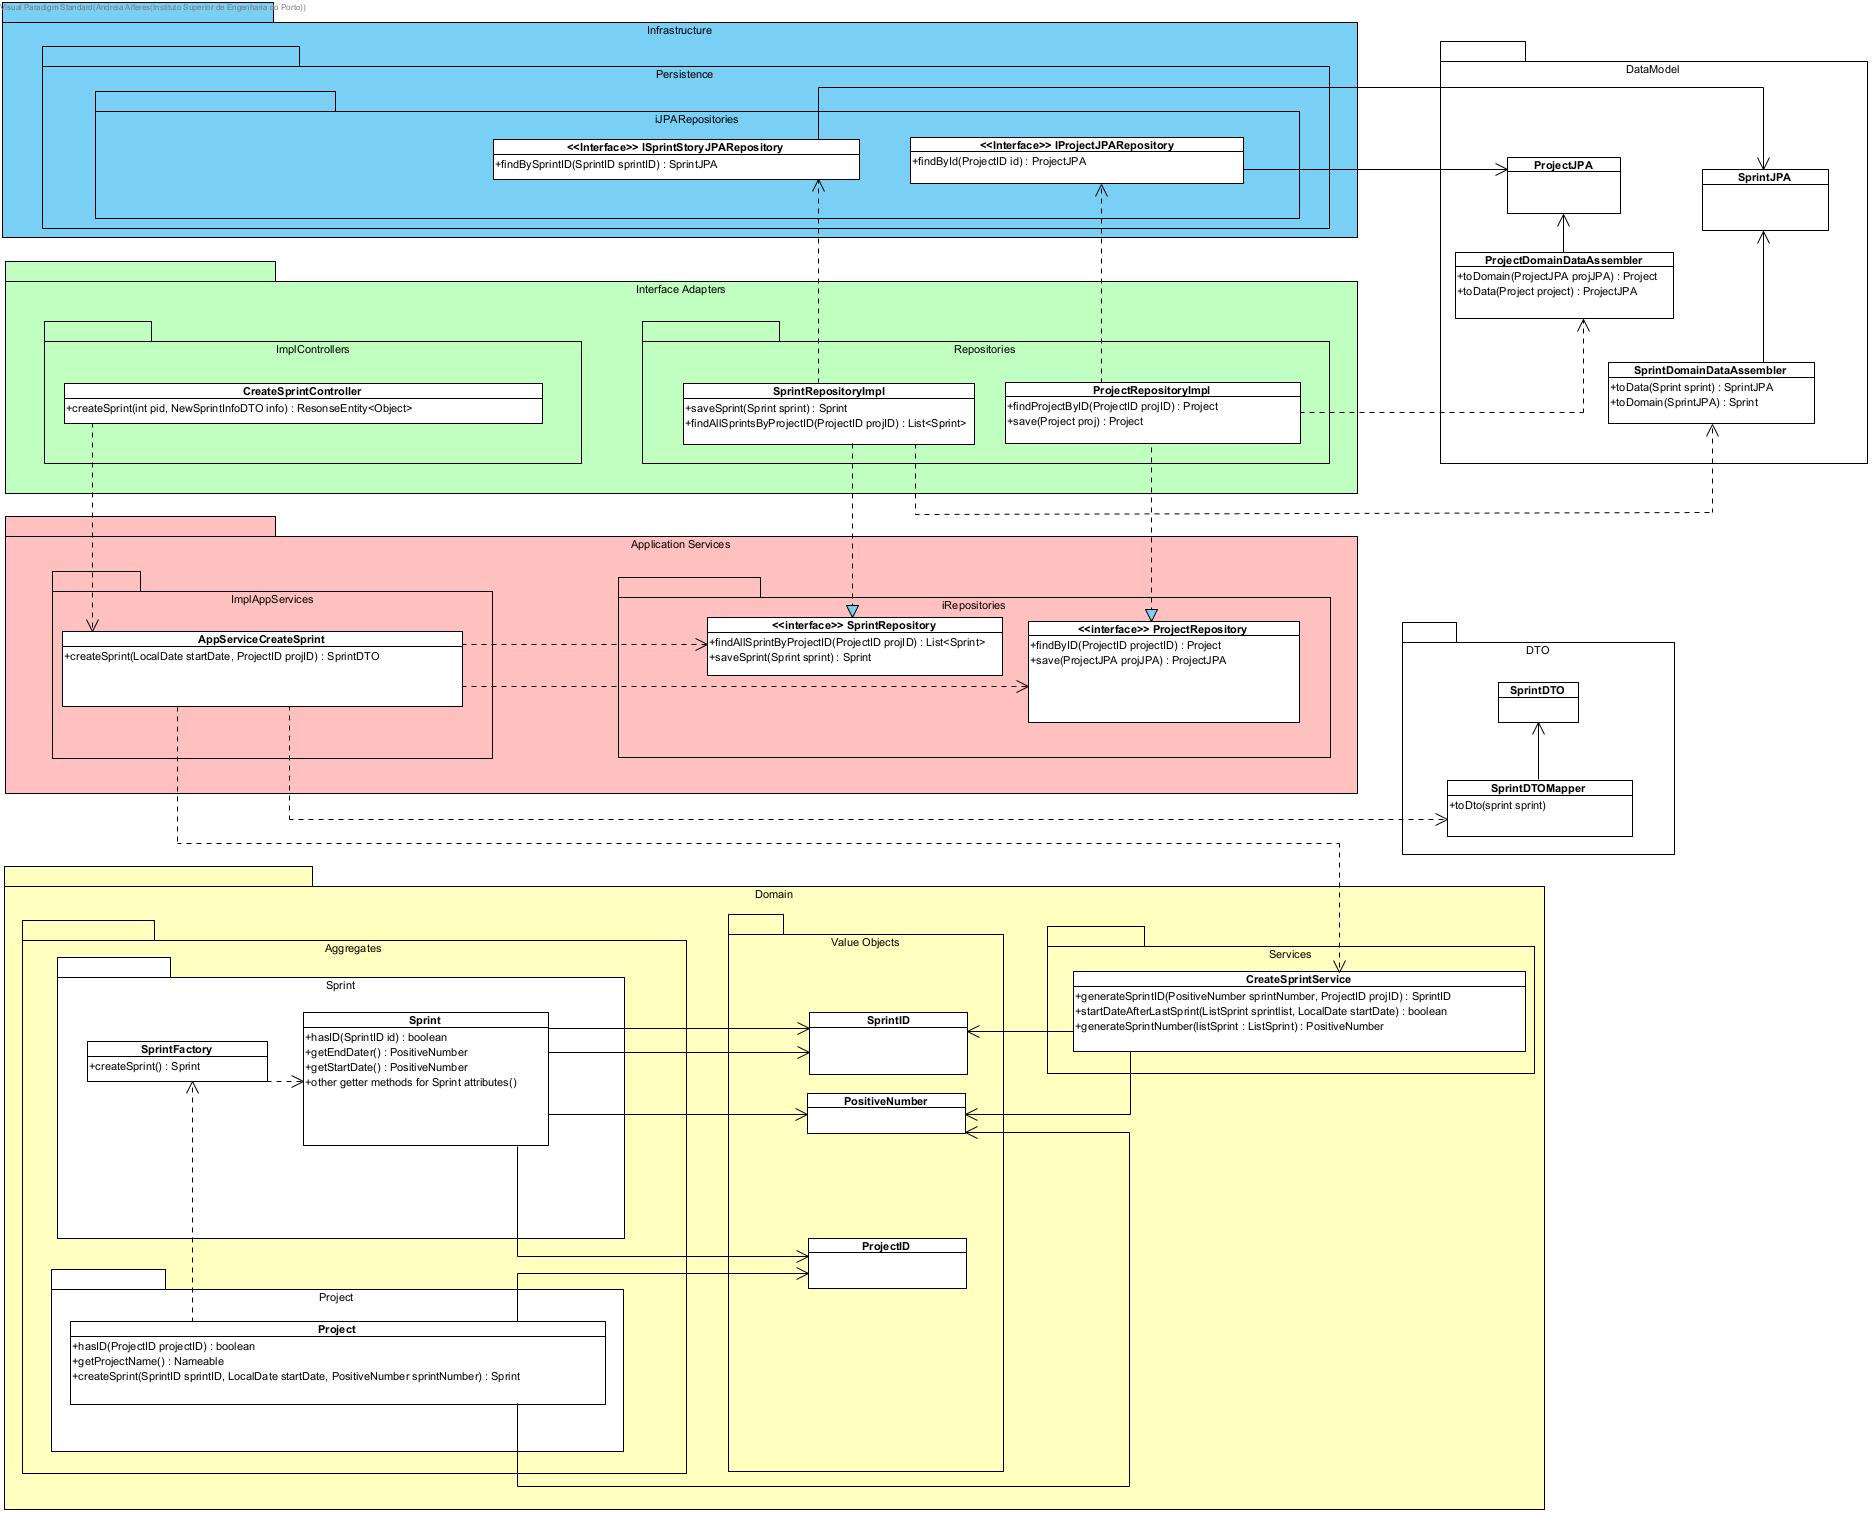 Visual Paradigm Standard(Andreia Alferes(Instituto Superior de Engenharia do Porto))
Infrastructure
Persistence
iJPARepositories
<<Interface>> ISprintStoryJPARepository
+findBySprintID(SprintID sprintID) : SprintJPA
<<Interface>> IProjectJPARepository
+findById(ProjectID id) : ProjectJPA
DataModel
ProjectJPA
SprintJPA
ProjectDomainDataAssembler
+toDomain(ProjectJPA projJPA) : Project
+toData(Project project) : ProjectJPA
SprintDomainDataAssembler
+toData(Sprint sprint) : SprintJPA
+toDomain(SprintJPA) : Sprint
Interface Adapters
ImplControllers
CreateSprintController
+createSprint(int pid, NewSprintInfoDTO info) : ResonseEntity<Object>
Repositories
SprintRepositoryImpl
+saveSprint(Sprint sprint) : Sprint
+findAllSprintsByProjectID(ProjectID projID) : List<Sprint>
ProjectRepositoryImpl
+findProjectByID(ProjectID projID) : Project
+save(Project proj) : Project
Application Services
ImplAppServices
AppServiceCreateSprint
+createSprint(LocalDate startDate, ProjectID projID) : SprintDTO
iRepositories
<<interface>> SprintRepository
+findAllSprintByProjectID(ProjectID projID) : List<Sprint>
+saveSprint(Sprint sprint) : Sprint
<<interface>> ProjectRepository
+findByID(ProjectID projectID) : Project
+save(ProjectJPA projJPA) : ProjectJPA
DTO
SprintDTO
SprintDTOMapper
+toDto(sprint sprint)
Domain
Aggregates
Sprint
SprintFactory
+createSprint() : Sprint
Sprint
+hasID(SprintID id) : boolean
+getEndDater() : PositiveNumber
+getStartDate() : PositiveNumber
+other getter methods for Sprint attributes()
Value Objects
SprintID
PositiveNumber
ProjectID
Services
CreateSprintService
+generateSprintID(PositiveNumber sprintNumber, ProjectID projID) : SprintID
+startDateAfterLastSprint(ListSprint sprintlist, LocalDate startDate) : boolean
+generateSprintNumber(listSprint : ListSprint) : PositiveNumber
Project
Project
+hasID(ProjectID projectID) : boolean
+getProjectName() : Nameable
+createSprint(SprintID sprintID, LocalDate startDate, PositiveNumber sprintNumber) : Sprint